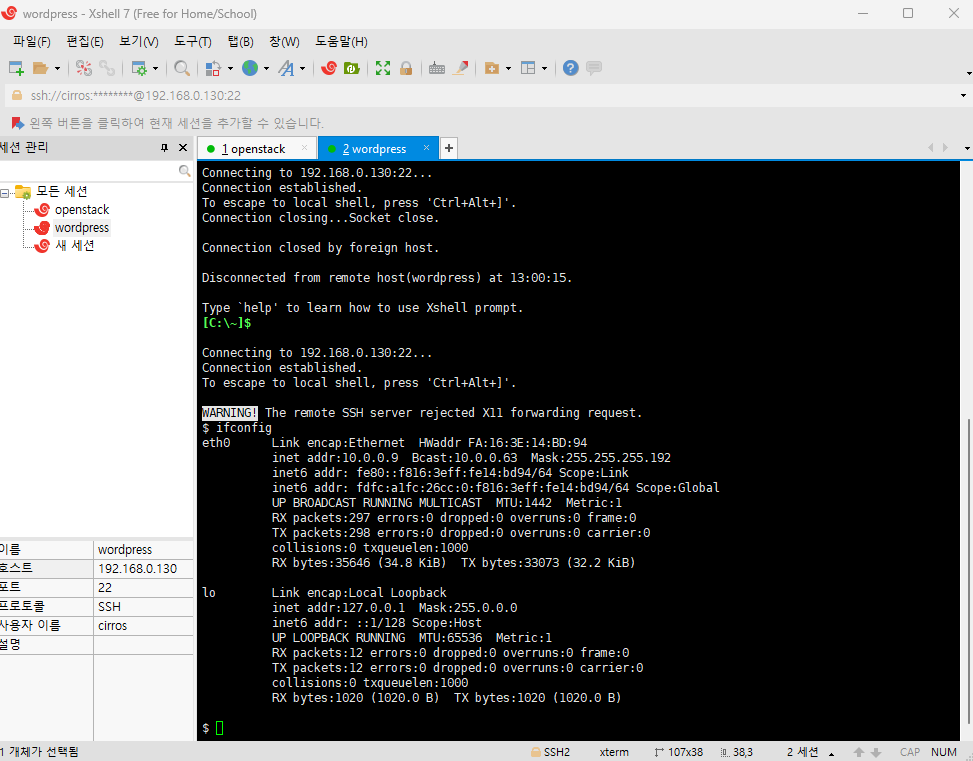 wordpress - Xshell 7 (Free for Home/School)
파일(F) 편집(E) 보기(V) 도구(T) 탭(B) 창(W) 도움말(H)
ssh://cirros:********@192.168.0.130:22
왼쪽 버튼을 클릭하여 현재 세션을 추가할 수 있습니다.
세션 관리
1 openstack
2 wordpress
모든 세션
openstack
wordpress
새 세션
이름 wordpress
호스트 192.168.0.130
포트 22
프로토콜 SSH
사용자 이름 cirros
설명
Connecting to 192.168.0.130:22...
Connection established.
To escape to local shell, press 'Ctrl+Alt+]'.
Connection closing...Socket close.
Connection closed by foreign host.
Disconnected from remote host(wordpress) at 13:00:15.
Type `help' to learn how to use Xshell prompt.
[C:\~]$
Connecting to 192.168.0.130:22...
Connection established.
To escape to local shell, press 'Ctrl+Alt+]'.
WARNING! The remote SSH server rejected X11 forwarding request.
$ ifconfig
eth0 Link encap:Ethernet HWaddr FA:16:3E:14:BD:94
inet addr:10.0.0.9 Bcast:10.0.0.63 Mask:255.255.255.192
inet6 addr: fe80::f816:3eff:fe14:bd94/64 Scope:Link
inet6 addr: fdfc:a1fc:26cc:0:f816:3eff:fe14:bd94/64 Scope:Global
UP BROADCAST RUNNING MULTICAST MTU:1442 Metric:1
RX packets:297 errors:0 dropped:0 overruns:0 frame:0
TX packets:298 errors:0 dropped:0 overruns:0 carrier:0
collisions:0 txqueuelen:1000
RX bytes:35646 (34.8 KiB) TX bytes:33073 (32.2 KiB)
lo Link encap:Local Loopback
inet addr:127.0.0.1 Mask:255.0.0.0
inet6 addr: ::1/128 Scope:Host
UP LOOPBACK RUNNING MTU:65536 Metric:1
RX packets:12 errors:0 dropped:0 overruns:0 frame:0
TX packets:12 errors:0 dropped:0 overruns:0 carrier:0
collisions:0 txqueuelen:1000
RX bytes:1020 (1020.0 B) TX bytes:1020 (1020.0 B)
$
1 개체가 선택됨 SSH2 xterm 107x38 38,3 2 세션 CAP NUM